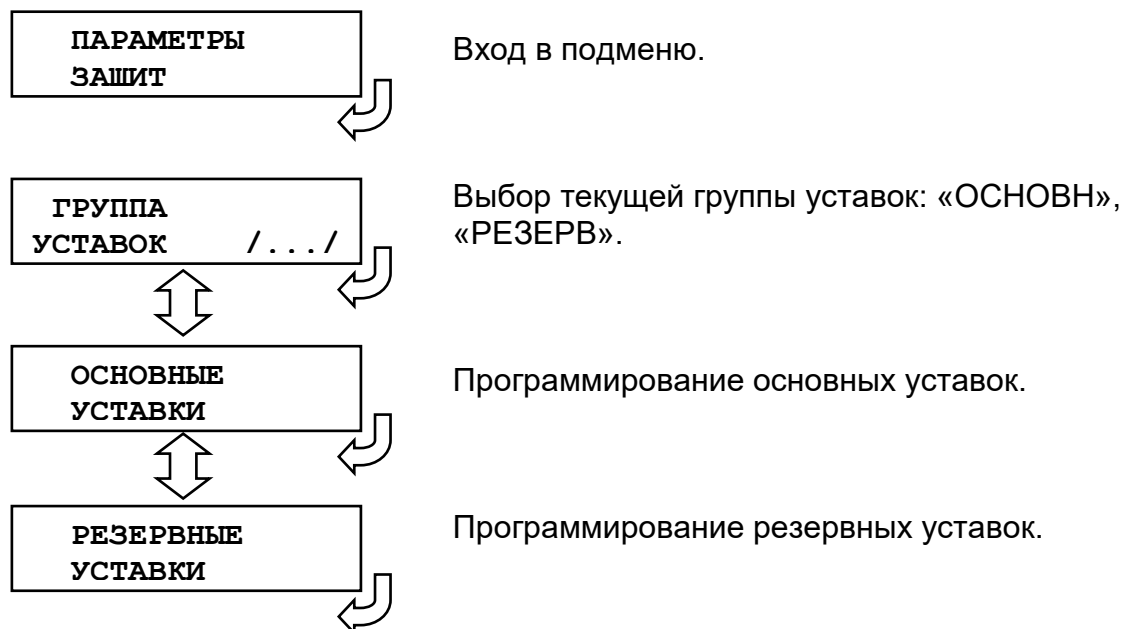 ПАРАМЕТРЫ
ЗАШИТ
Вход в подменю.
ГРУППА
УСТАВОК /.../
Выбор текущей группы уставок: «ОСНОВН»,
«РЕЗЕРВ».
ОСНОВНЫЕ
УСТАВКИ
Программирование основных уставок.
РЕЗЕРВНЫЕ
УСТАВКИ
Программирование резервных уставок.